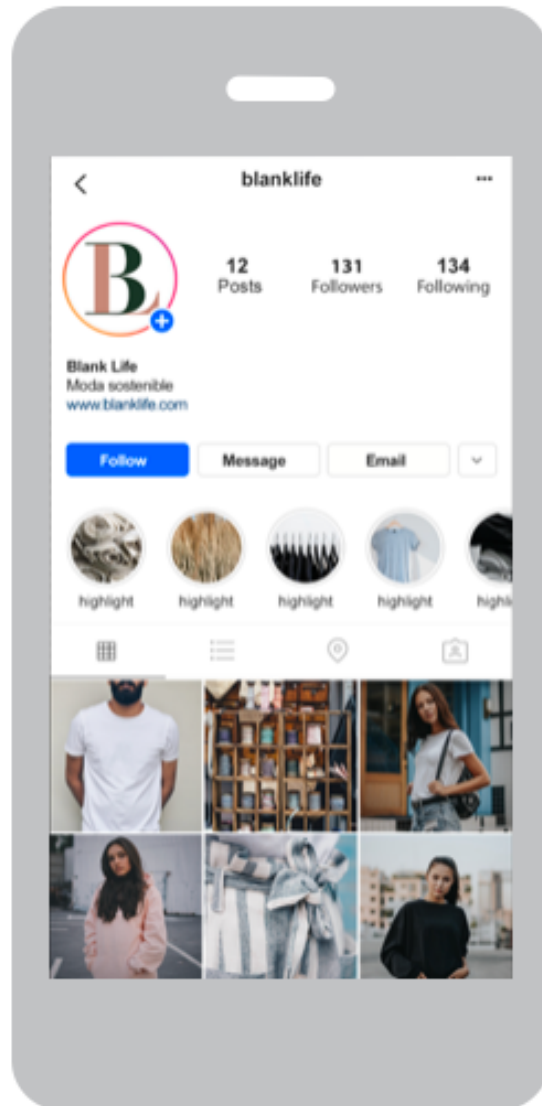 blanklife
BL
12 131 134
Posts Followers Following
Blank Life
Moda sostenible
www.blanklife.com
Follow Message Email
highlight highlight highlight highlight highli